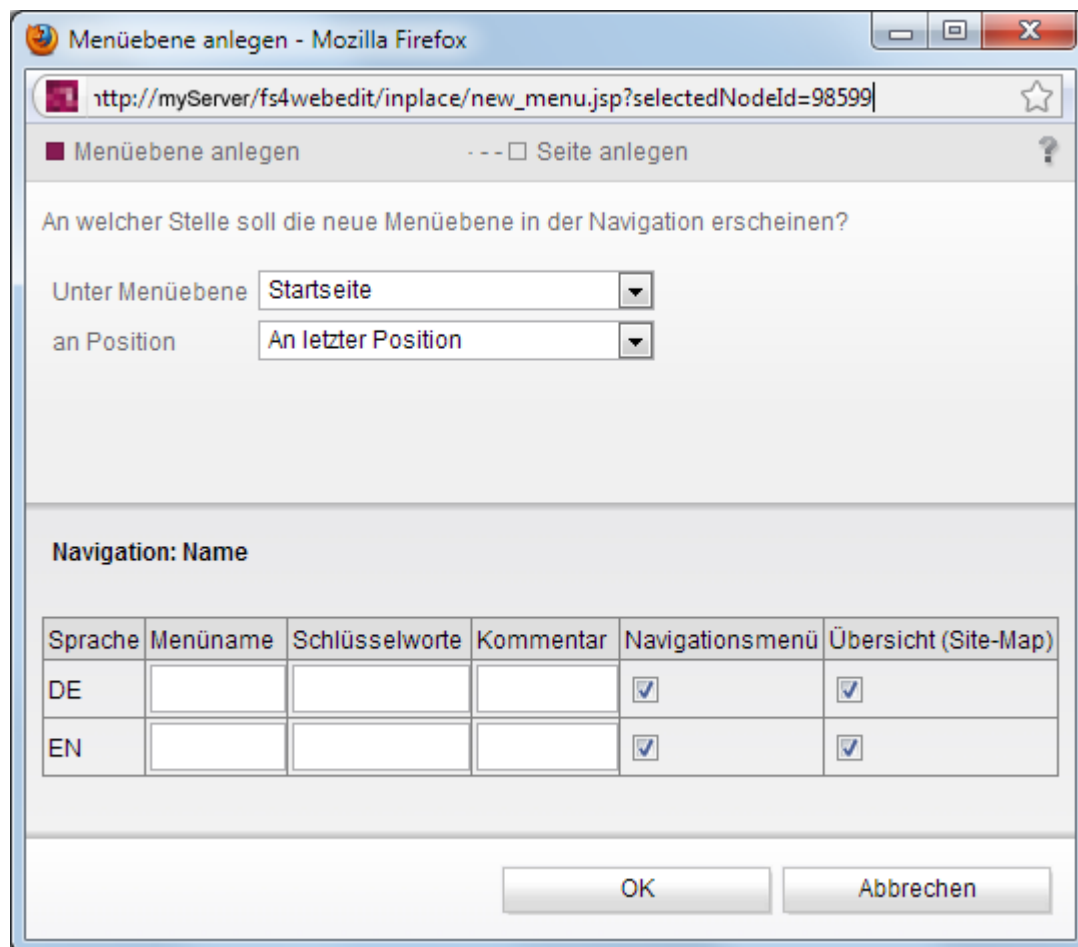 Menüebene anlegen - Mozilla Firefox
http://myServer/fs4webedit/inplace/new_menu.jsp?selectedNodeId=98599
Menüebene anlegen - - - Seite anlegen ?
An welcher Stelle soll die neue Menüebene in der Navigation erscheinen?
Unter Menüebene Startseite
an Position An letzter Position
Navigation: Name
Sprache Menüname Schlüsselworte Kommentar Navigationsmenü Übersicht (Site-Map)
DE
EN
OK Abbrechen